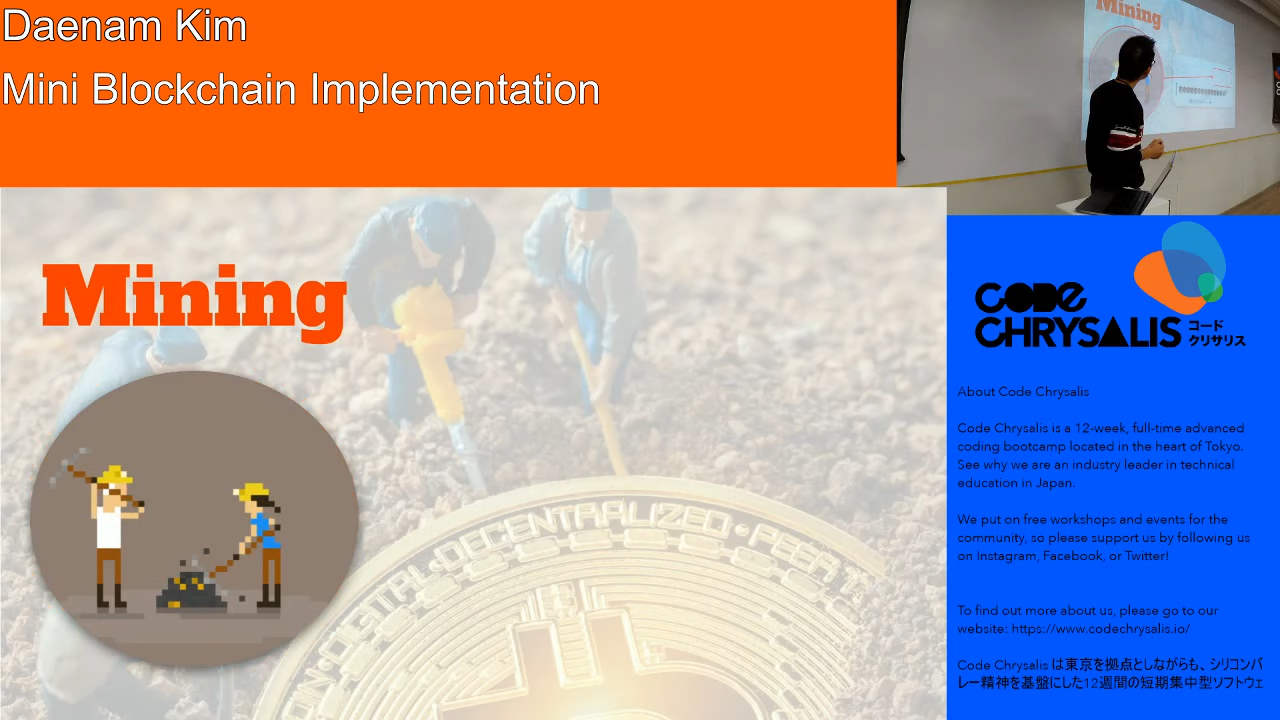 Daenam Kim
Mini Blockchain Implementation
Mining
Mining
CODE
CHRYSALIS
コード
クリサリス
DECENTRALIZED
PEER
About Code Chrysalis
Code Chrysalis is a 12-week, full-time advanced
coding bootcamp located in the heart of Tokyo.
See why we are an industry leader in technical
education in Japan.
We put on free workshops and events for the
community, so please support us by following us
on Instagram, Facebook, or Twitter!
To find out more about us, please go to our
website: https://www.codechrysalis.io/
Code Chrysalis は東京を拠点としながらも、シリコンバ
レー精神を基盤にした12週間の短期集中型ソフトウェ